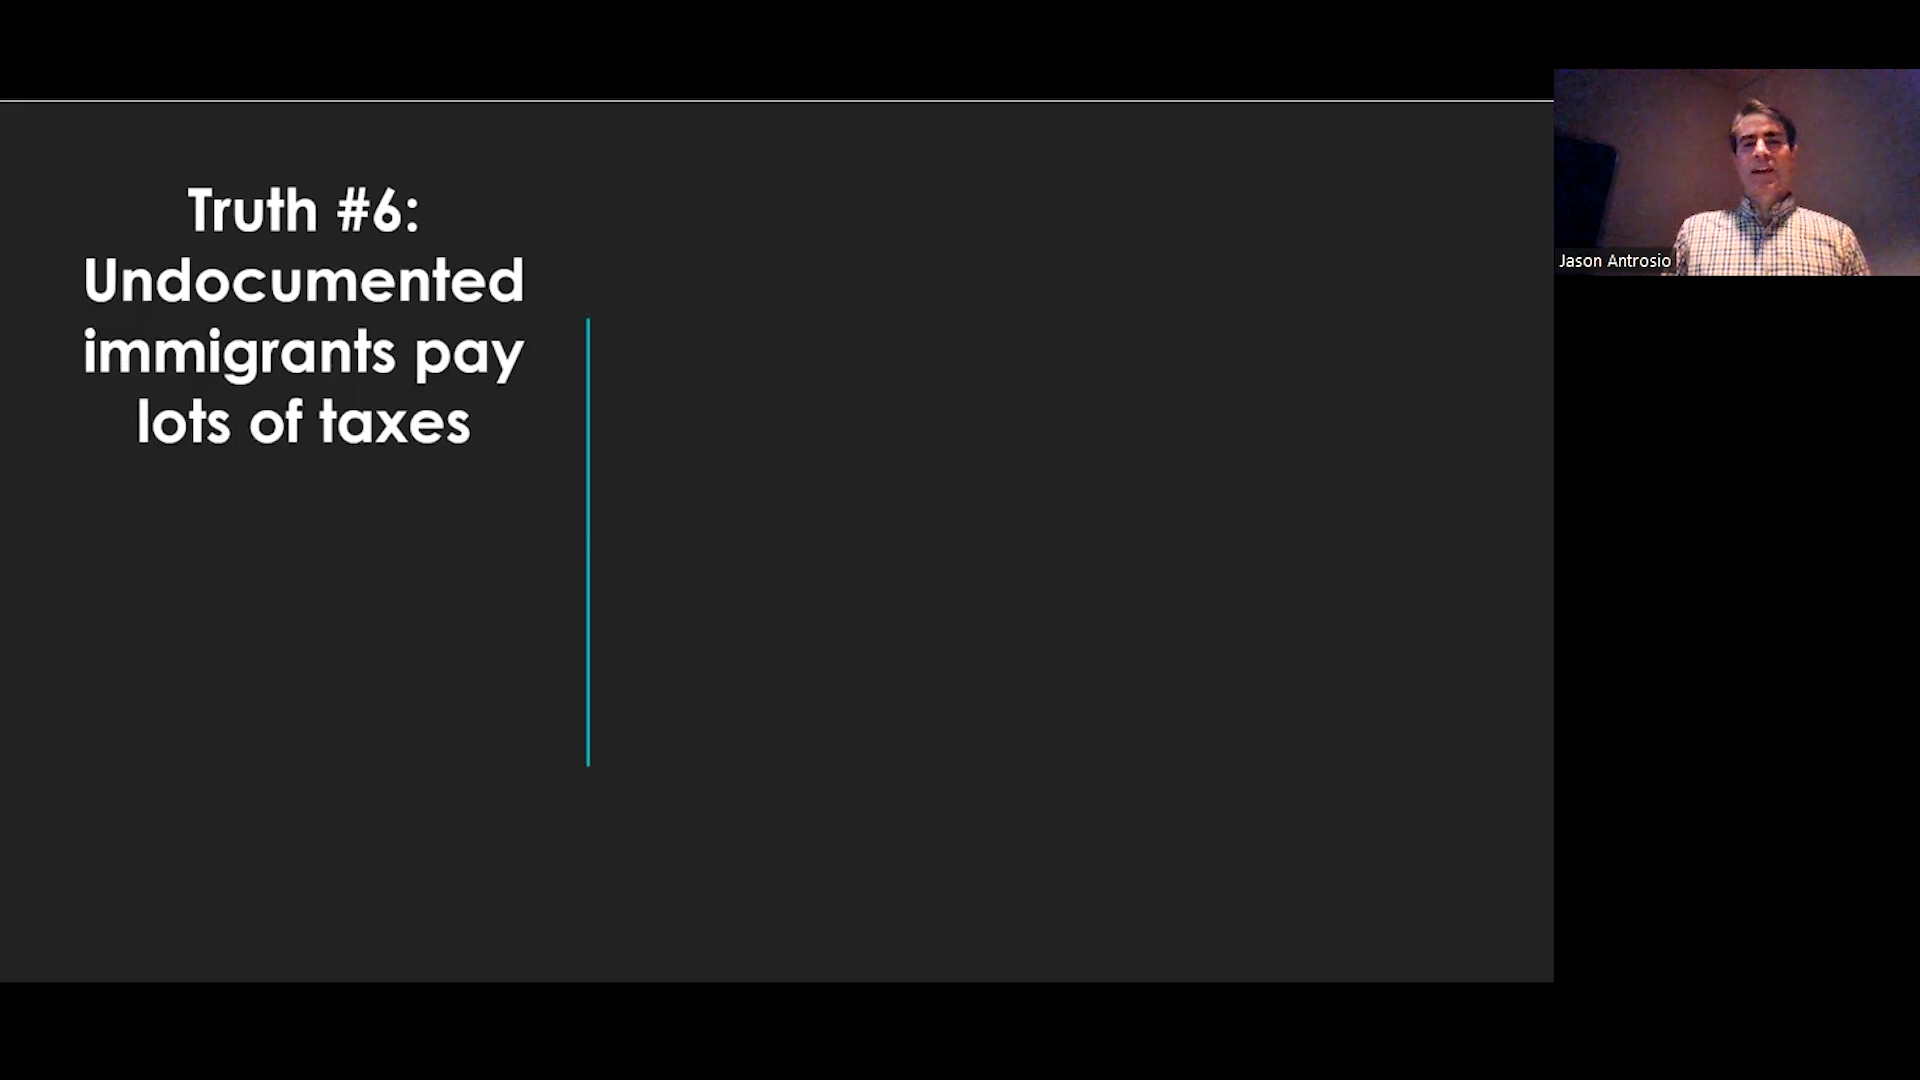 Truth #6:
Undocumented
immigrants pay
lots of taxes
Jason Antrosio